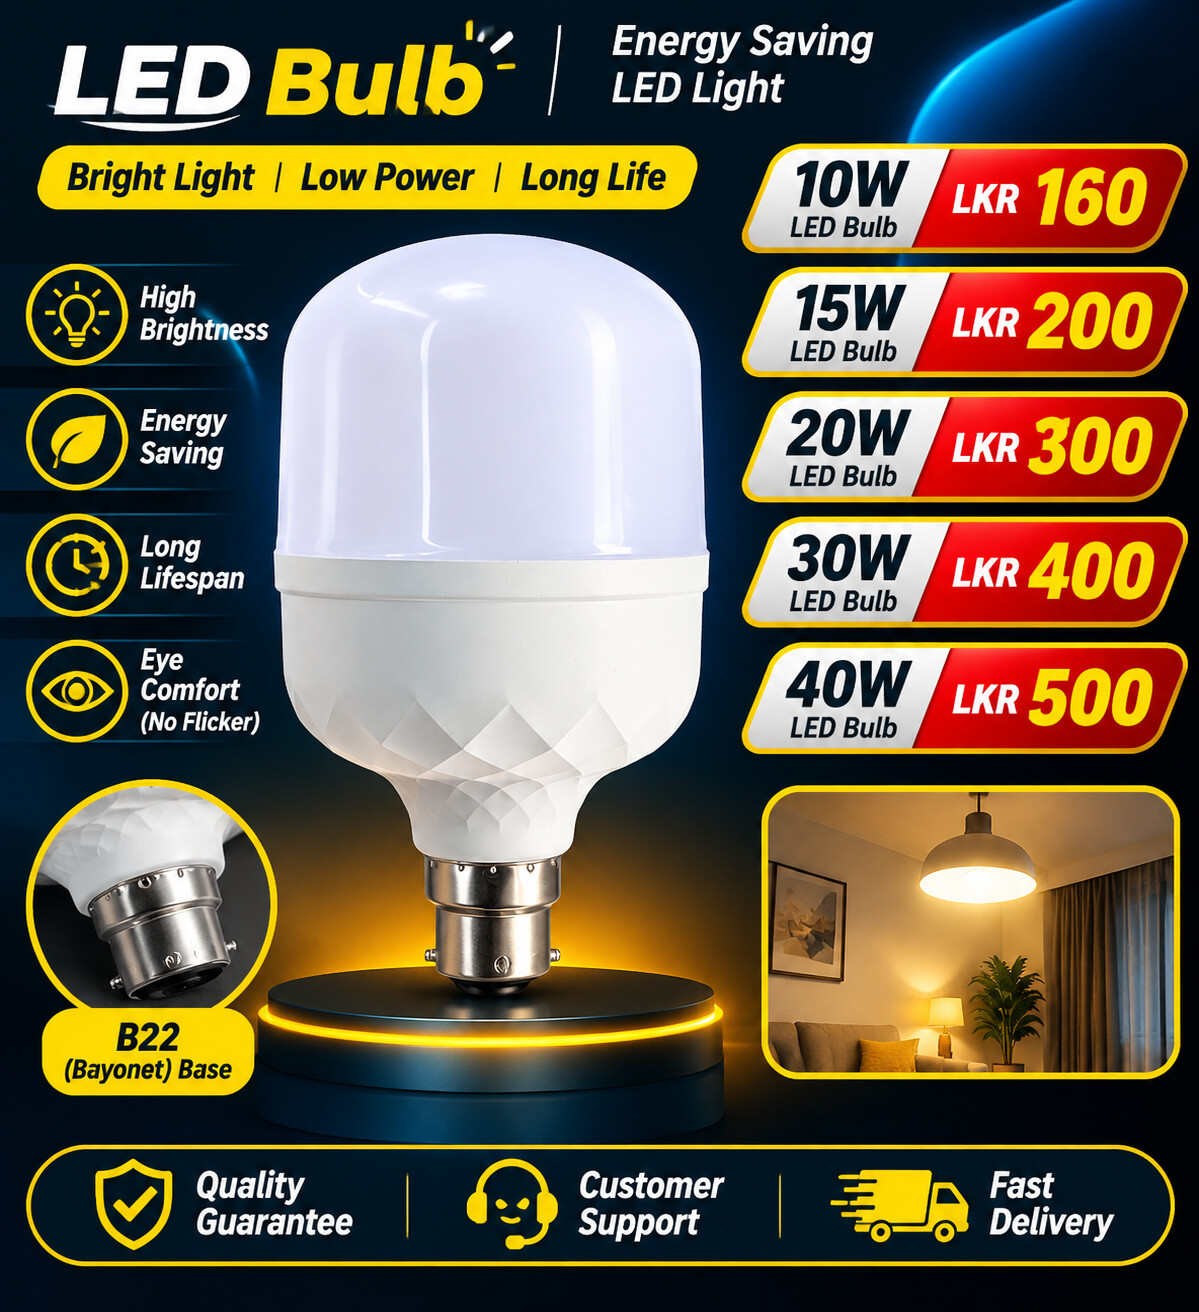 LED Bulb
Energy Saving
LED Light
Bright Light | Low Power | Long Life
High
Brightness
Energy
Saving
Long
Lifespan
Eye
Comfort
(No Flicker)
10W
LED Bulb
LKR 160
15W
LED Bulb
LKR 200
20W
LED Bulb
LKR 300
30W
LED Bulb
LKR 400
40W
LED Bulb
LKR 500
B22
(Bayonet) Base
Quality
Guarantee
Customer
Support
Fast
Delivery